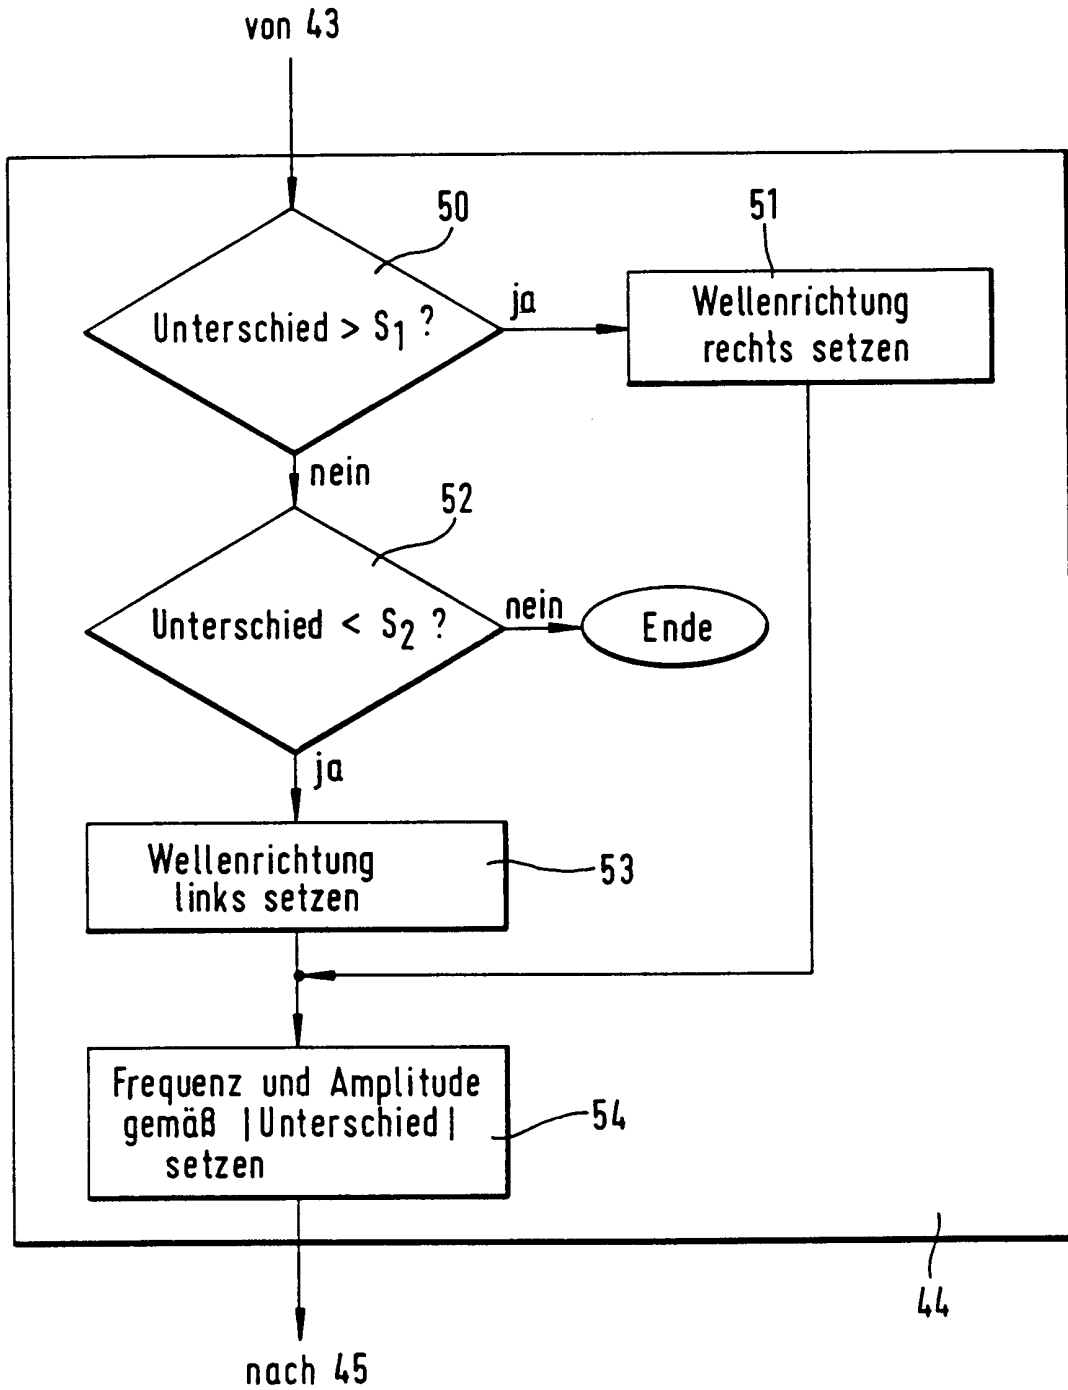 von 43
50
51
Unterschied > S1 ?
ja
Wellenrichtung
rechts setzen
nein
52
Unterschied < S2 ?
nein
Ende
ja
Wellenrichtung
links setzen
53
Frequenz und Amplitude
gemäß |Unterschied|
setzen
54
44
nach 45